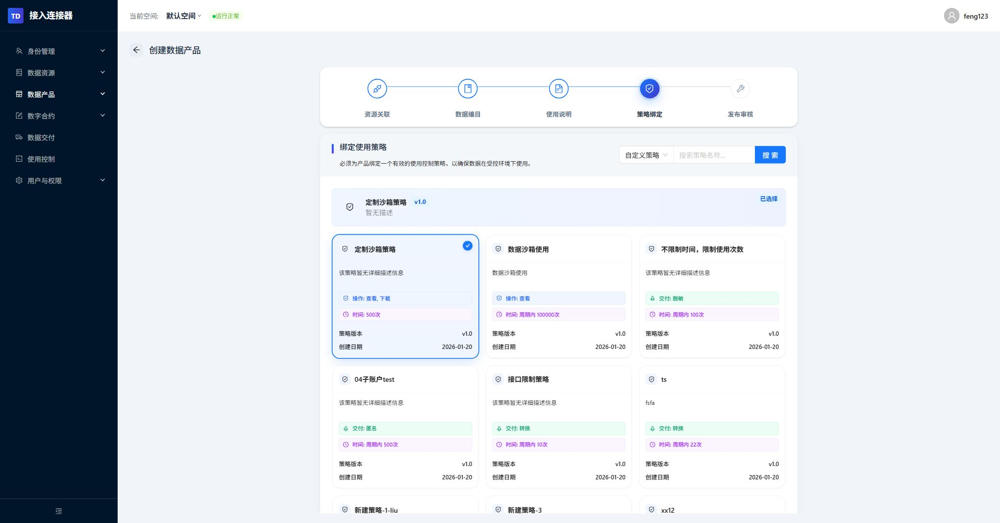 TD 接入连接器
当前空间: 默认空间 运行正常
feng123
身份管理
数据资源
数据产品
数字合约
数据交付
使用控制
用户与权限
创建数据产品
资源关联 数据编目 使用说明 策略绑定 发布审核
绑定使用策略
必须为产品绑定一个有效的使用控制策略，以确保数据在受控环境下使用。
自定义策略 搜索策略名称... 搜 索
定制沙箱策略 v1.0
暂无描述
已选择
定制沙箱策略
该策略暂无详细描述信息
操作: 查看, 下载
时间: 500次
策略版本 v1.0
创建日期 2026-01-20
数据沙箱使用
数据沙箱使用
操作: 查看
时间: 周期内 100000次
策略版本 v1.0
创建日期 2026-01-20
不限制时间，限制使用次数
该策略暂无详细描述信息
交付: 脱敏
时间: 周期内 100次
策略版本 v1.0
创建日期 2026-01-20
04子账户test
该策略暂无详细描述信息
交付: 匿名
时间: 周期内 500次
策略版本 v1.0
创建日期 2026-01-20
接口限制策略
该策略暂无详细描述信息
交付: 转换
时间: 周期内 10次
策略版本 v1.0
创建日期 2026-01-20
ts
fsfa
交付: 转换
时间: 周期内 22次
策略版本 v1.0
创建日期 2026-01-20
新建策略-1-liu
新建策略-3
xx12